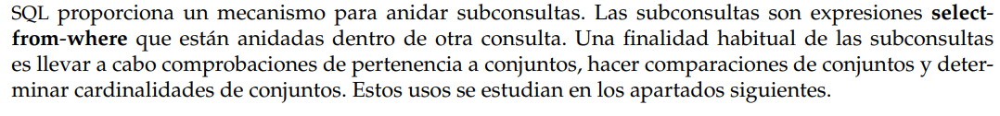 SQL proporciona un mecanismo para anidar subconsultas. Las subconsultas son expresiones select-
from-where que están anidadas dentro de otra consulta. Una finalidad habitual de las subconsultas
es llevar a cabo comprobaciones de pertenencia a conjuntos, hacer comparaciones de conjuntos y deter-
minar cardinalidades de conjuntos. Estos usos se estudian en los apartados siguientes.